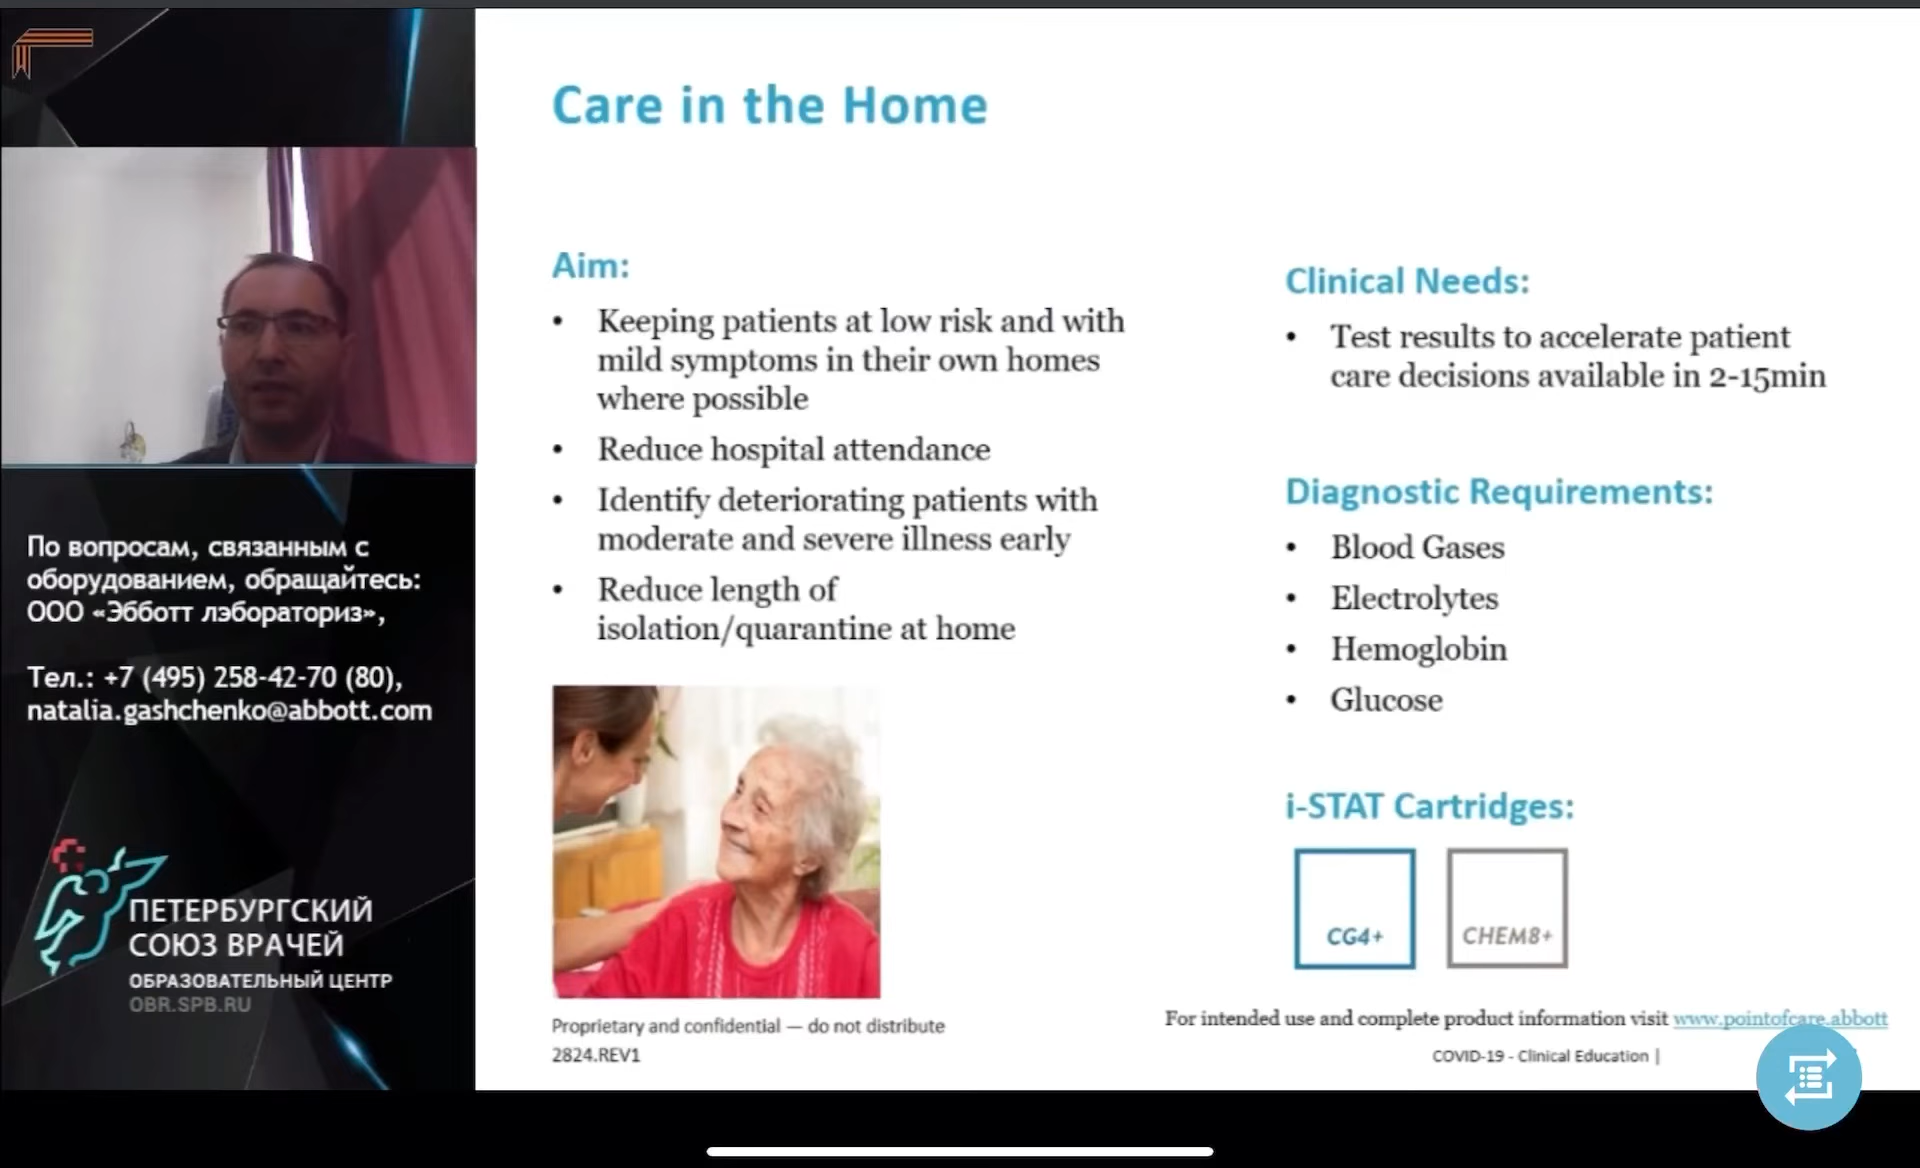 По вопросам, связанным с
оборудованием, обращайтесь:
ООО «Эбботт лэбораториз»,
Тел.: +7 (495) 258-42-70 (80),
natalia.gashchenko@abbott.com
ПЕТЕРБУРГСКИЙ
СОЮЗ ВРАЧЕЙ
ОБРАЗОВАТЕЛЬНЫЙ ЦЕНТР
OBR.SPB.RU
Care in the Home
Aim:
• Keeping patients at low risk and with
mild symptoms in their own homes
where possible
• Reduce hospital attendance
• Identify deteriorating patients with
moderate and severe illness early
• Reduce length of
isolation/quarantine at home
Proprietary and confidential — do not distribute
2824.REV1
Clinical Needs:
• Test results to accelerate patient
care decisions available in 2-15min
Diagnostic Requirements:
• Blood Gases
• Electrolytes
• Hemoglobin
• Glucose
i-STAT Cartridges:
CG4+ CHEM8+
For intended use and complete product information visit www.pointofcare.abbott
COVID-19 - Clinical Education |